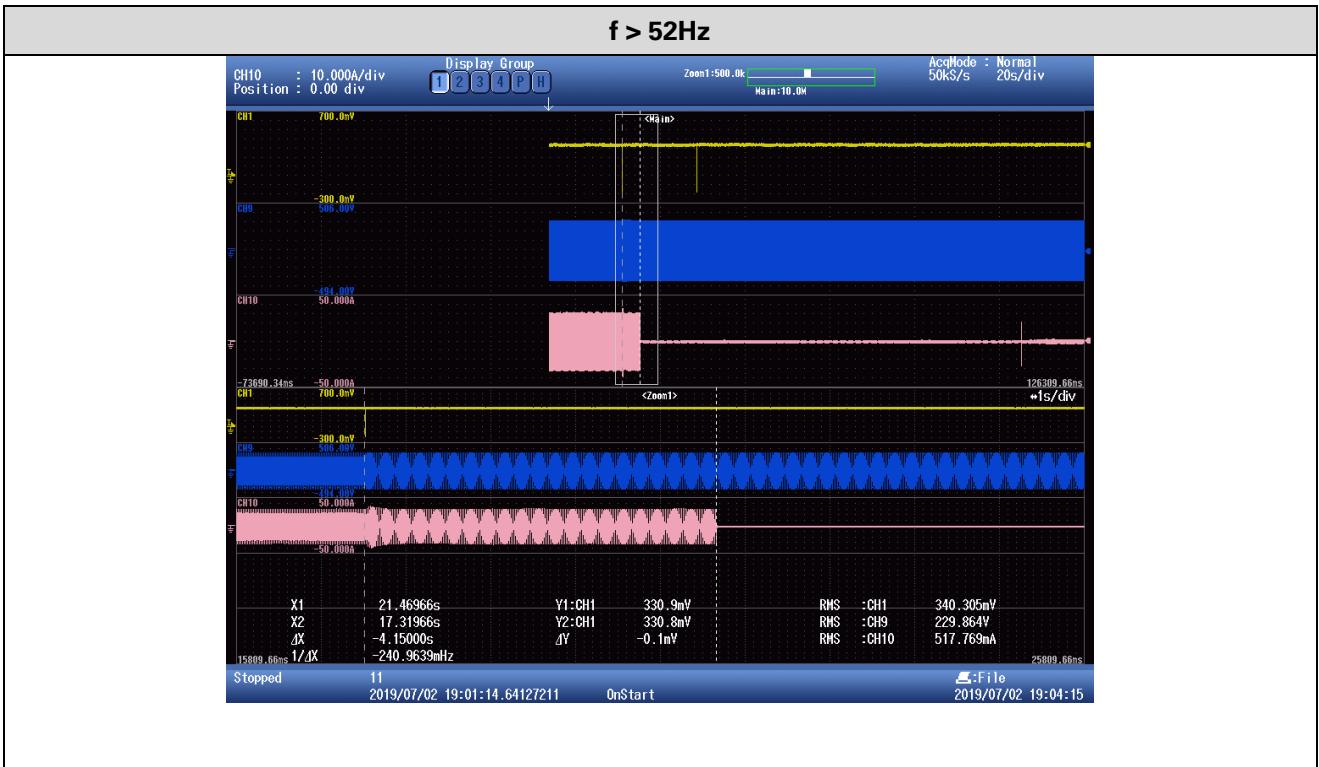 f > 52Hz
CH10 : 10.000A/div
Position : 0.00 div
Display Group
1 2 3 4 P H
Zoom1:500.0k
Main:10.0M
AcqMode : Normal
50kS/s 20s/div
CH1 700.0mV
<Main>
-300.0mV
CH9 506.00V
-494.00V
CH10 50.000A
-73690.34ms -50.000A 126309.66ms
CH1 700.0mV <Zoom1> 1s/div
-300.0mV
CH9 506.00V
-494.00V
CH10 50.000A
-50.000A
X1 21.46966s Y1:CH1 330.9mV RMS :CH1 340.305mV
X2 17.31966s Y2:CH1 330.8mV RMS :CH9 229.864V
ΔX -4.15000s ΔY -0.1mV RMS :CH10 517.769mA
15809.66ms 1/ΔX -240.9639mHz 25809.66ms
Stopped 11 :File
2019/07/02 19:01:14.64127211 OnStart 2019/07/02 19:04:15